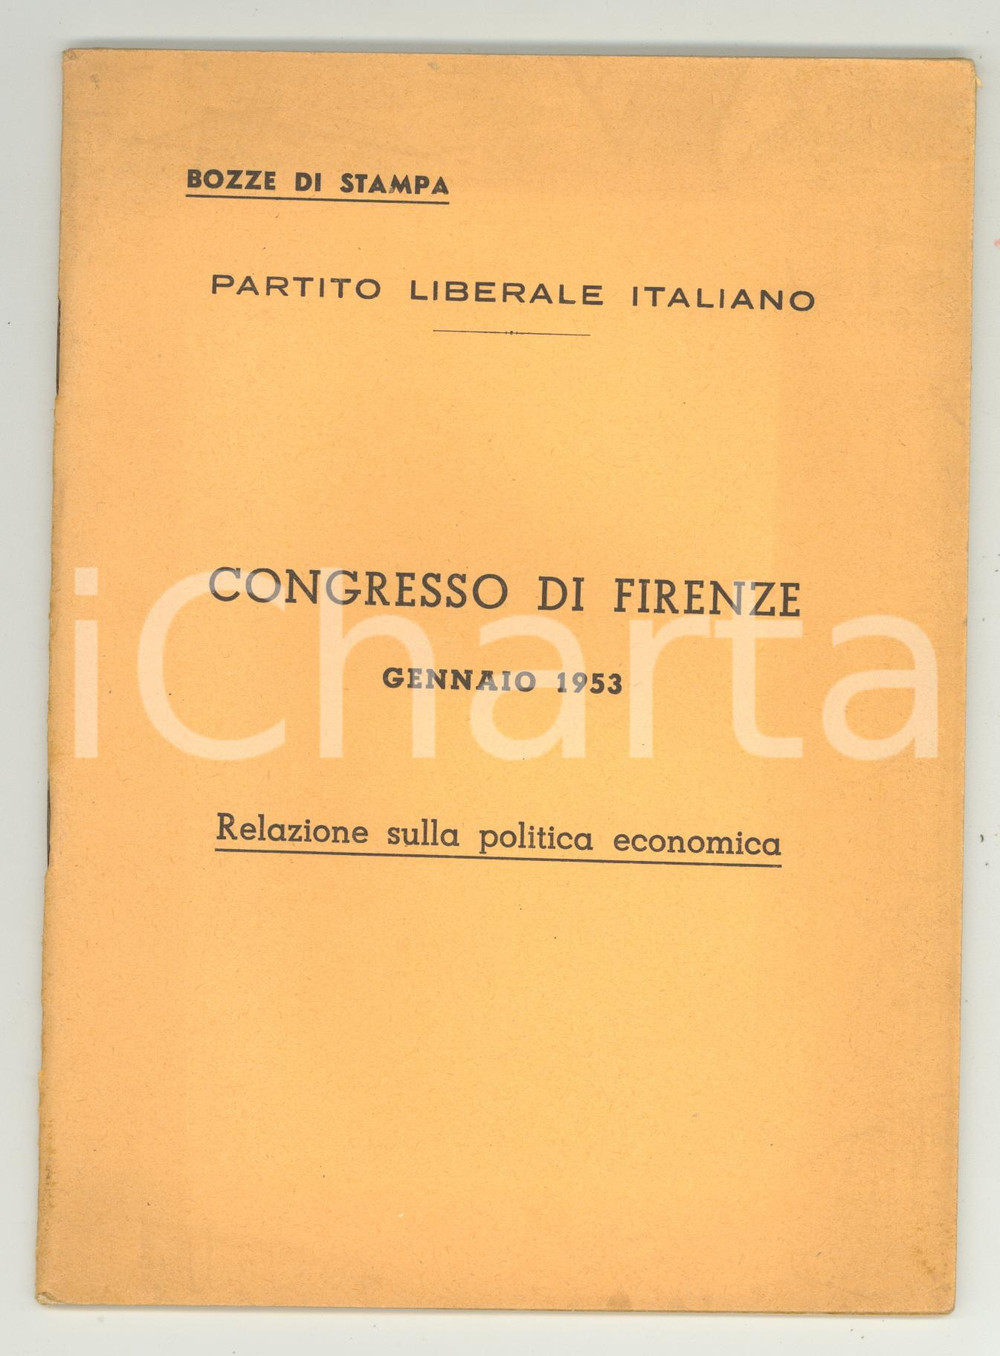 BOZZE DI STAMPA
PARTITO LIBERALE ITALIANO
CONGRESSO DI FIRENZE
iCharta
GENNAIO 1953
Relazione sulla politica economica